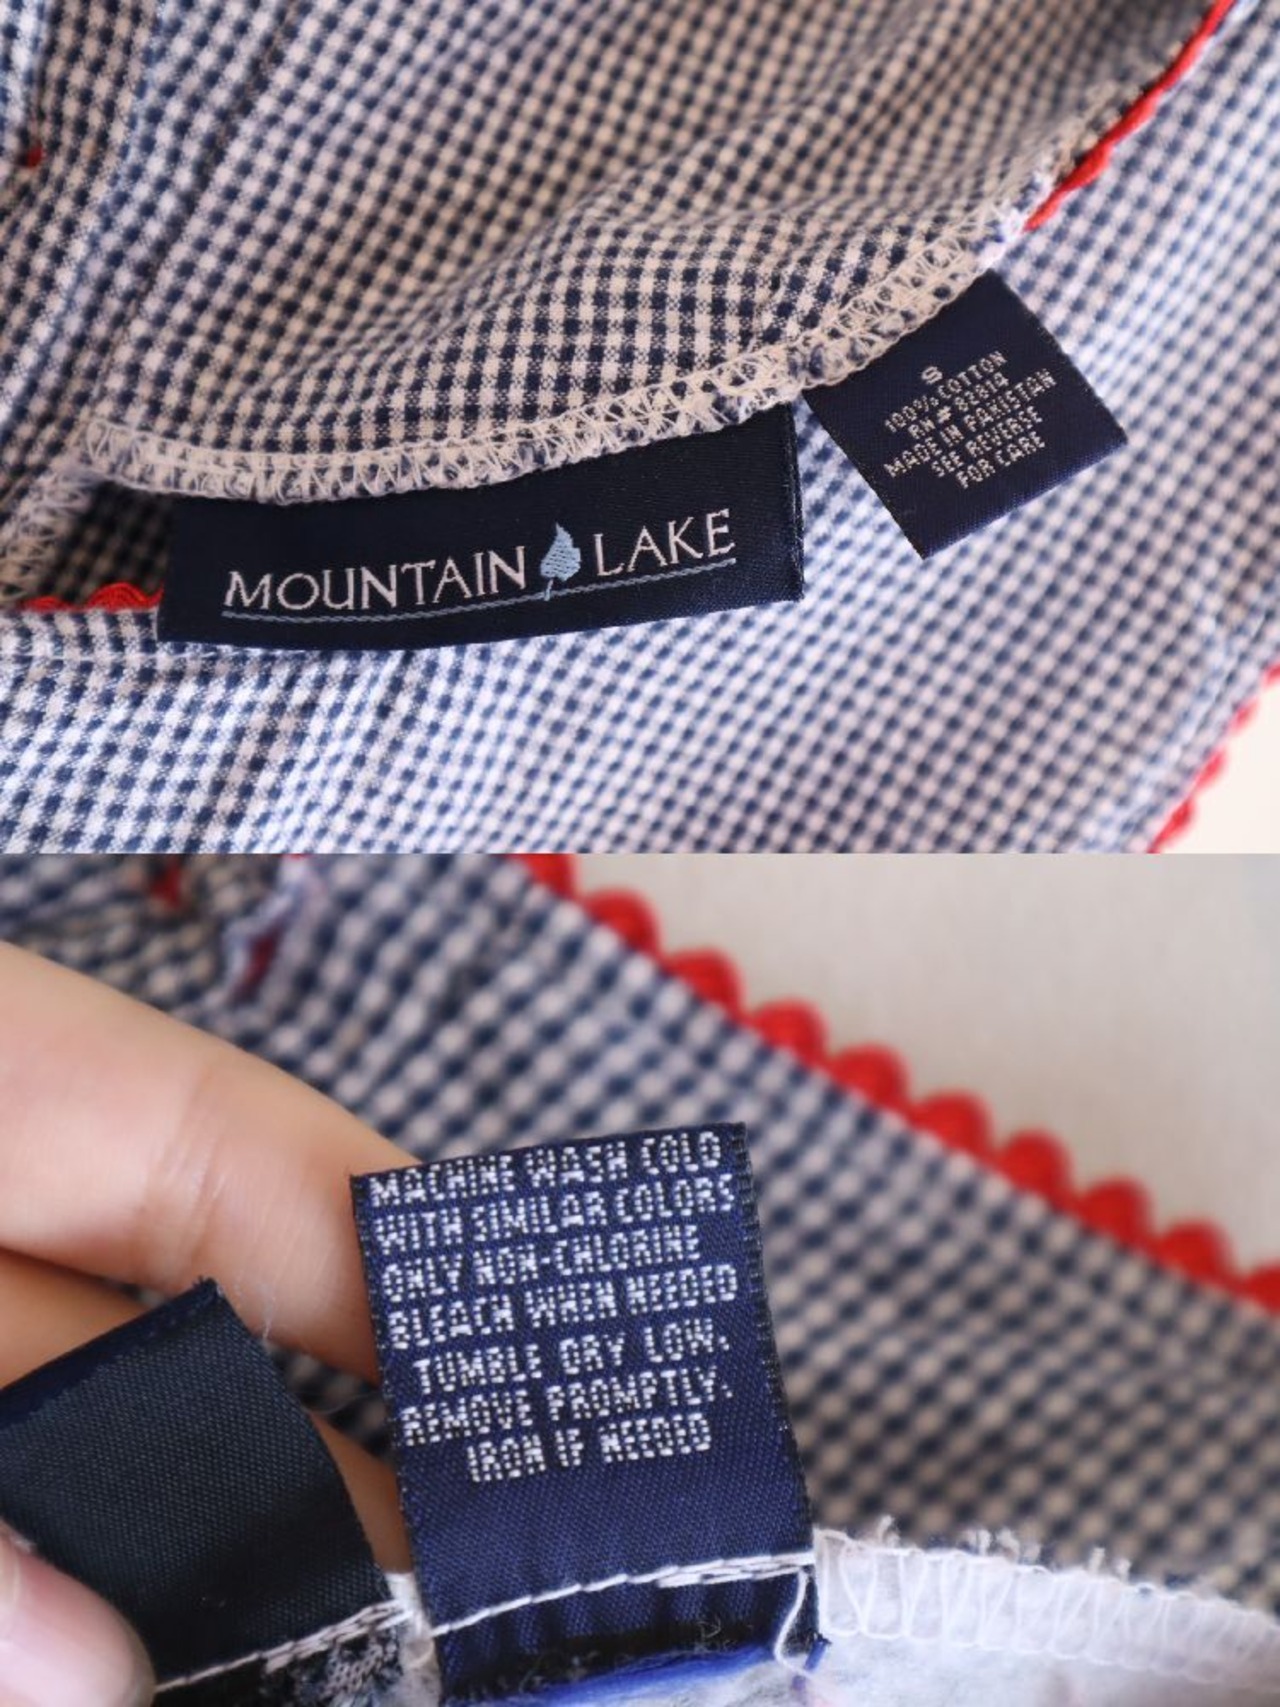 MOUNTAIN LAKE
S
100% COTTON
RN# 82614
MADE IN PAKISTAN
SEE REVERSE
FOR CARE
MACHINE WASH COLD
WITH SIMILAR COLORS
ONLY NON-CHLORINE
BLEACH WHEN NEEDED
TUMBLE DRY LOW.
REMOVE PROMPTLY.
IRON IF NEEDED